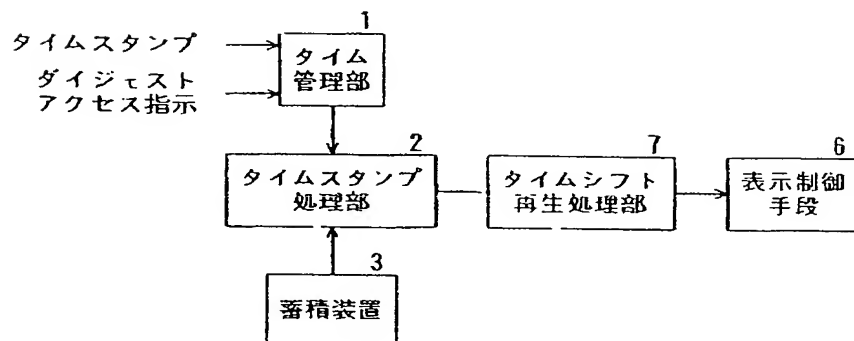 1
タイムスタンプ
タイム
管理部
ダイジェスト
アクセス指示
2
タイムスタンプ
処理部
7
タイムシフト
再生処理部
6
表示制御
手段
3
蓄積装置